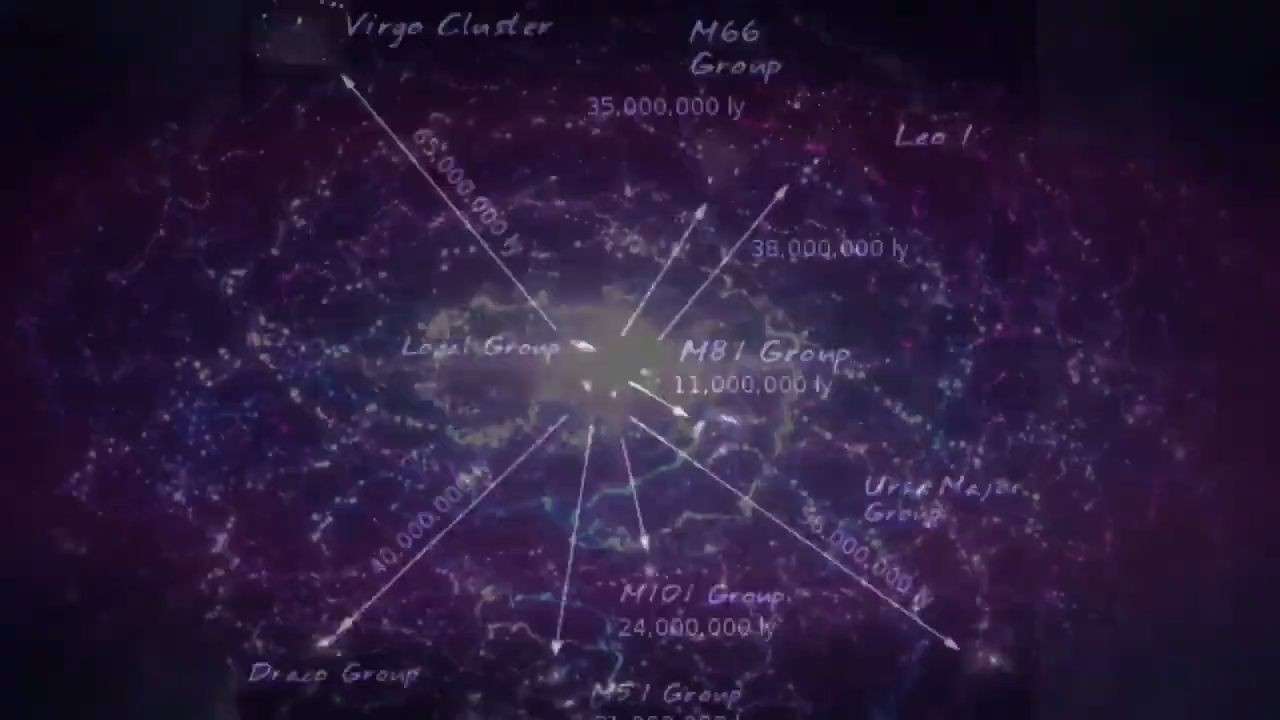 Virgo Cluster
M66
Group
35,000,000 ly
Leo I
65,000,000 ly
38,000,000 ly
Local Group
M81 Group
11,000,000 ly
Ursa Major
Group
40,000,000 ly
M101 Group
24,000,000 ly
Draco Group
M51 Group